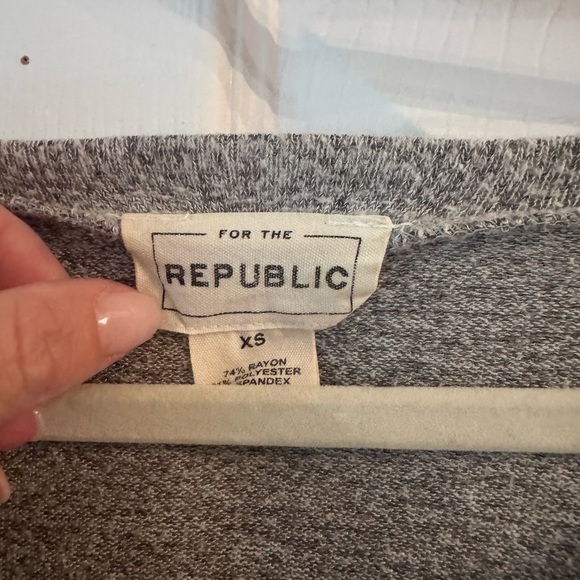 FOR THE
REPUBLIC
XS
74% RAYON
% POLYESTER
SPANDEX